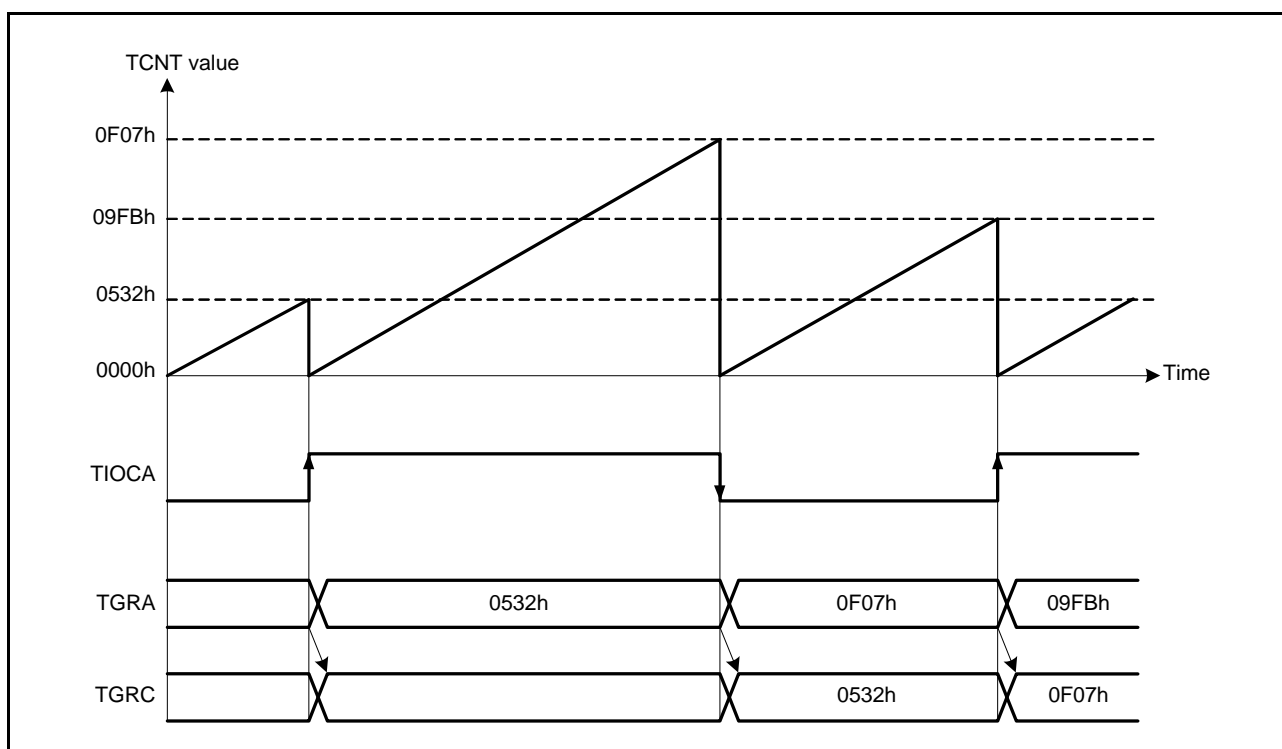 TCNT value
0F07h
09FBh
0532h
0000h
Time
TIOCA
TGRA
0532h
0F07h
09FBh
TGRC
0532h
0F07h